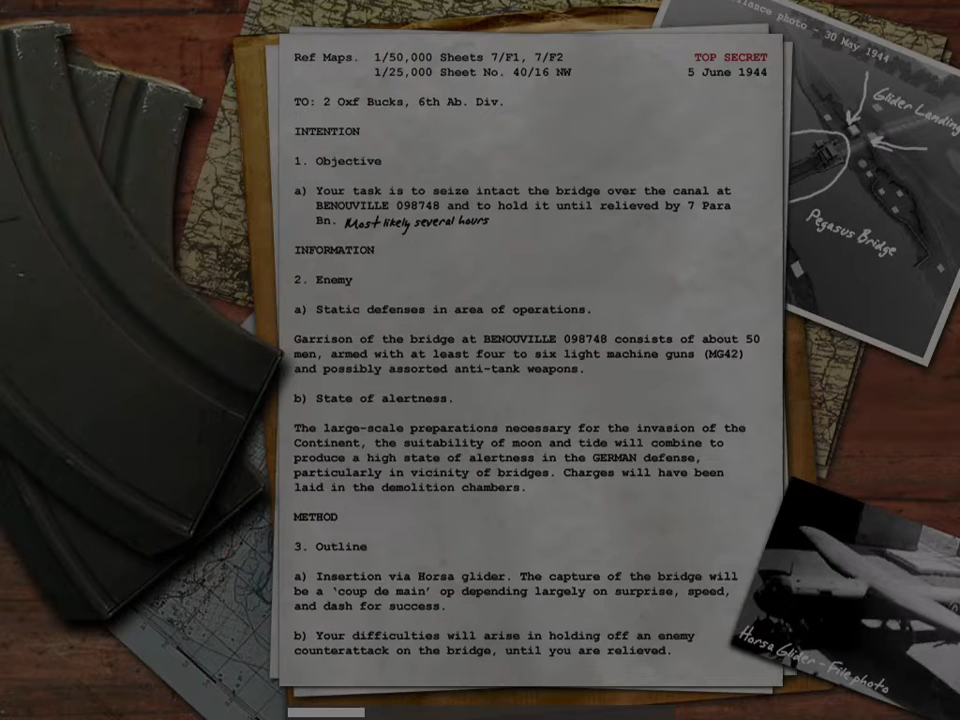 Ref Maps. 1/50,000 Sheets 7/F1, 7/F2
TOP SECRET
1/25,000 Sheet No. 40/16 NW
5 June 1944
TO: 2 Oxf Bucks, 6th Ab. Div.
INTENTION
1. Objective
a) Your task is to seize intact the bridge over the canal at
BENOUVILLE 098748 and to hold it until relieved by 7 Para
Bn. Most likely several hours
INFORMATION
2. Enemy
a) Static defenses in area of operations.
Garrison of the bridge at BENOUVILLE 098748 consists of about 50
men, armed with at least four to six light machine guns (MG42)
and possibly assorted anti-tank weapons.
b) State of alertness.
The large-scale preparations necessary for the invasion of the
Continent, the suitability of moon and tide will combine to
produce a high state of alertness in the GERMAN defense,
particularly in vicinity of bridges. Charges will have been
laid in the demolition chambers.
METHOD
3. Outline
a) Insertion via Horsa glider. The capture of the bridge will
be a 'coup de main' op depending largely on surprise, speed,
and dash for success.
b) Your difficulties will arise in holding off an enemy
counterattack on the bridge, until you are relieved.
photo - 30 May 1944
Glider Landing
Pegasus Bridge
Horsa Glider - File photo